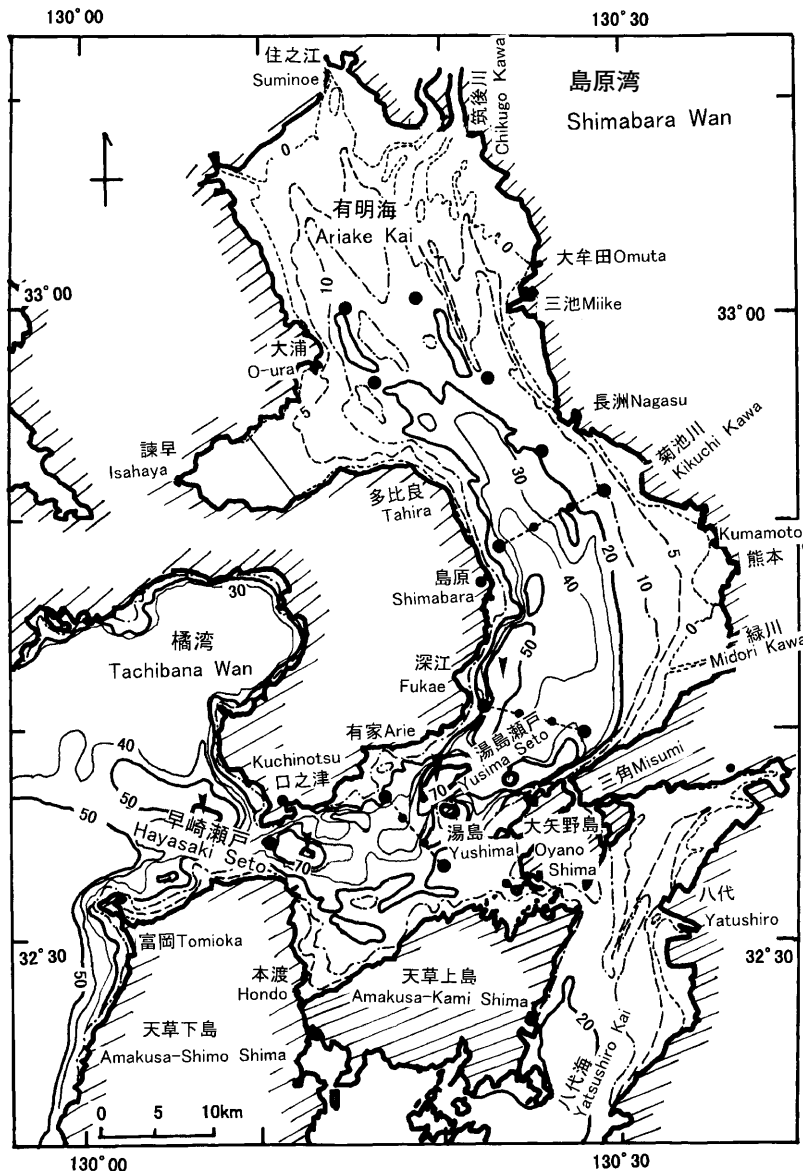 130° 00
130° 30
住之江
Suminoe
筑後川
Chikugo Kawa
島原湾
Shimabara Wan
0
有明海
Ariake Kai
0
大牟田Omuta
10
33° 00
33° 00
三池Miike
大浦
O-ura
長洲Nagasu
5
菊池川
Kikuchi Kawa
諫早
Isahaya
30
多比良
Tahira
Kumamoto
熊本
20
5
40
10
島原
Shimabara
30
橘湾
Tachibana Wan
0
緑川
Midori Kawa
50
深江
Fukae
有家Arie
湯島瀬戸
Yusima Seto
40
Kuchinotsu
口之津
三角Misumi
70
50
50
早崎瀬戸
Hayasaki Seto
湯島
Yushima
大矢野島
Oyano
Shima
70
八代
Yatushiro
富岡Tomioka
32° 30
32° 30
50
本渡
Hondo
天草上島
Amakusa-Kami Shima
20
天草下島
Amakusa-Shimo Shima
八代海
Yatsushiro Kai
0 5 10km
130° 00
130° 30